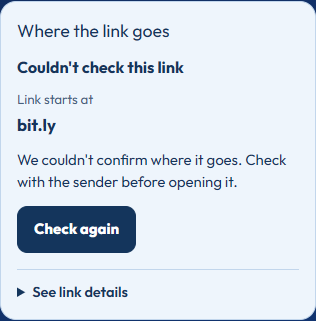 Where the link goes
Couldn't check this link
Link starts at
bit.ly
We couldn't confirm where it goes. Check
with the sender before opening it.
Check again
See link details